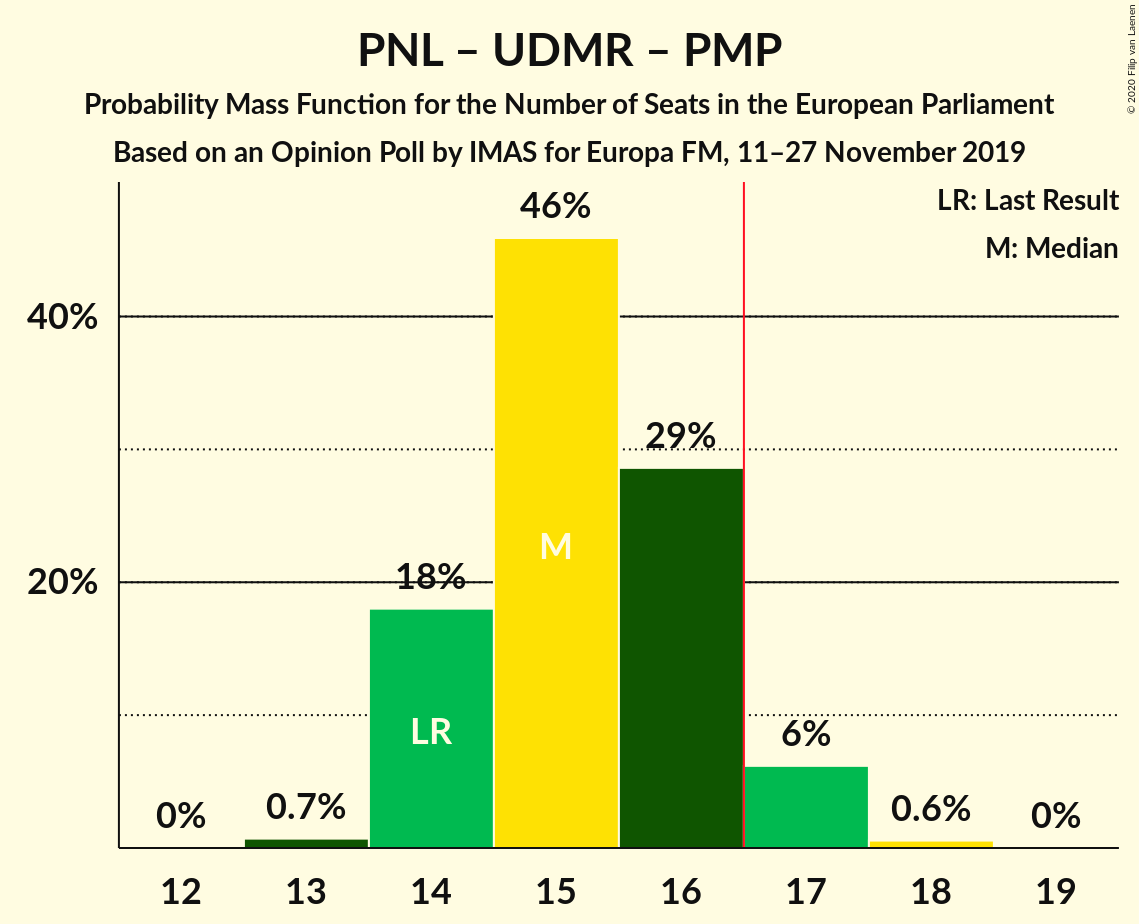 PNL – UDMR – PMP
Probability Mass Function for the Number of Seats in the European Parliament
Based on an Opinion Poll by IMAS for Europa FM, 11–27 November 2019
© 2020 Filip van Laenen
LR: Last Result
M: Median
46%
40%
29%
M
18%
20%
LR
6%
0%
0.7%
0.6%
0%
12 13 14 15 16 17 18 19